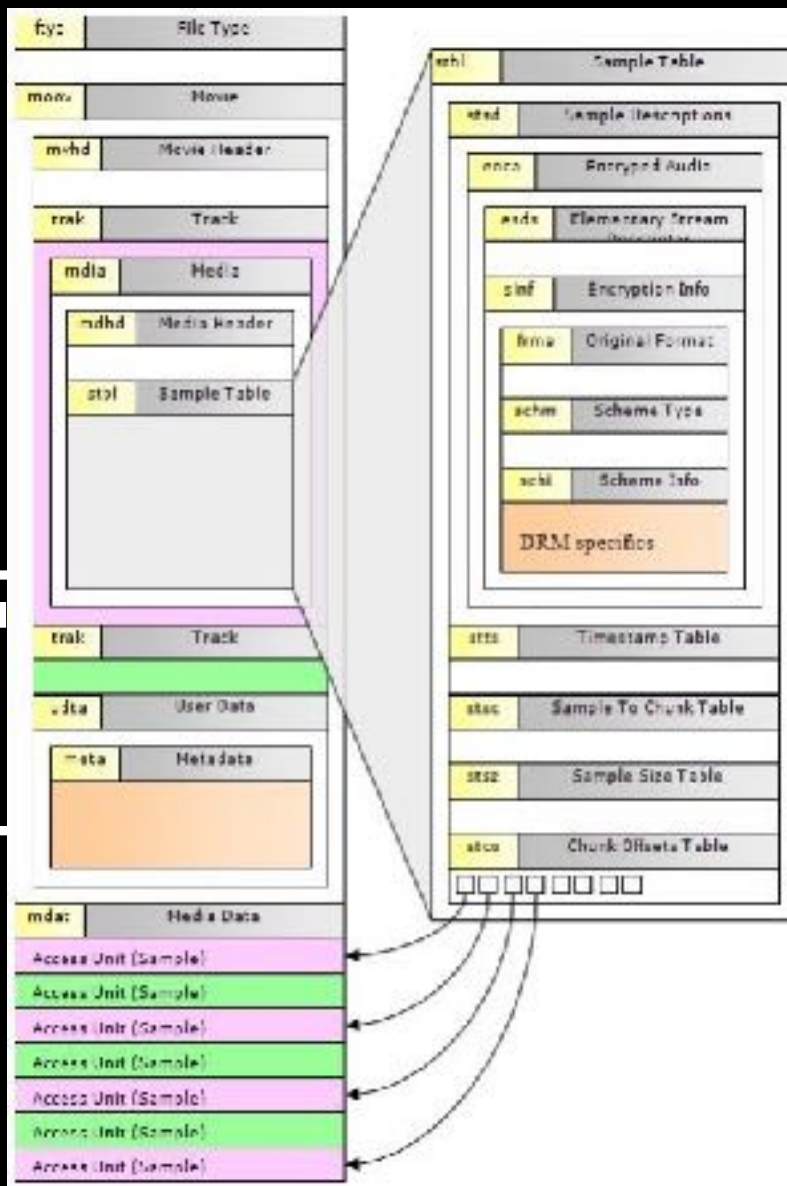 ftyp File Type
moov Movie
mvhd Movie Header
trak Track
mdia Media
mdhd Media Header
stbl Sample Table
trak Track
udta User Data
meta Metadata
mdat Media Data
Access Unit (Sample)
Access Unit (Sample)
Access Unit (Sample)
Access Unit (Sample)
Access Unit (Sample)
Access Unit (Sample)
Access Unit (Sample)
stbl Sample Table
stsd Sample Descriptions
enca Encryped Audio
esds Elementary Stream
sinf Encryption Info
frma Original Format
schm Scheme Type
schi Scheme Info
DRM specifics
stts Timestamp Table
stsc Sample To Chunk Table
stsz Sample Size Table
stco Chunk Offsets Table